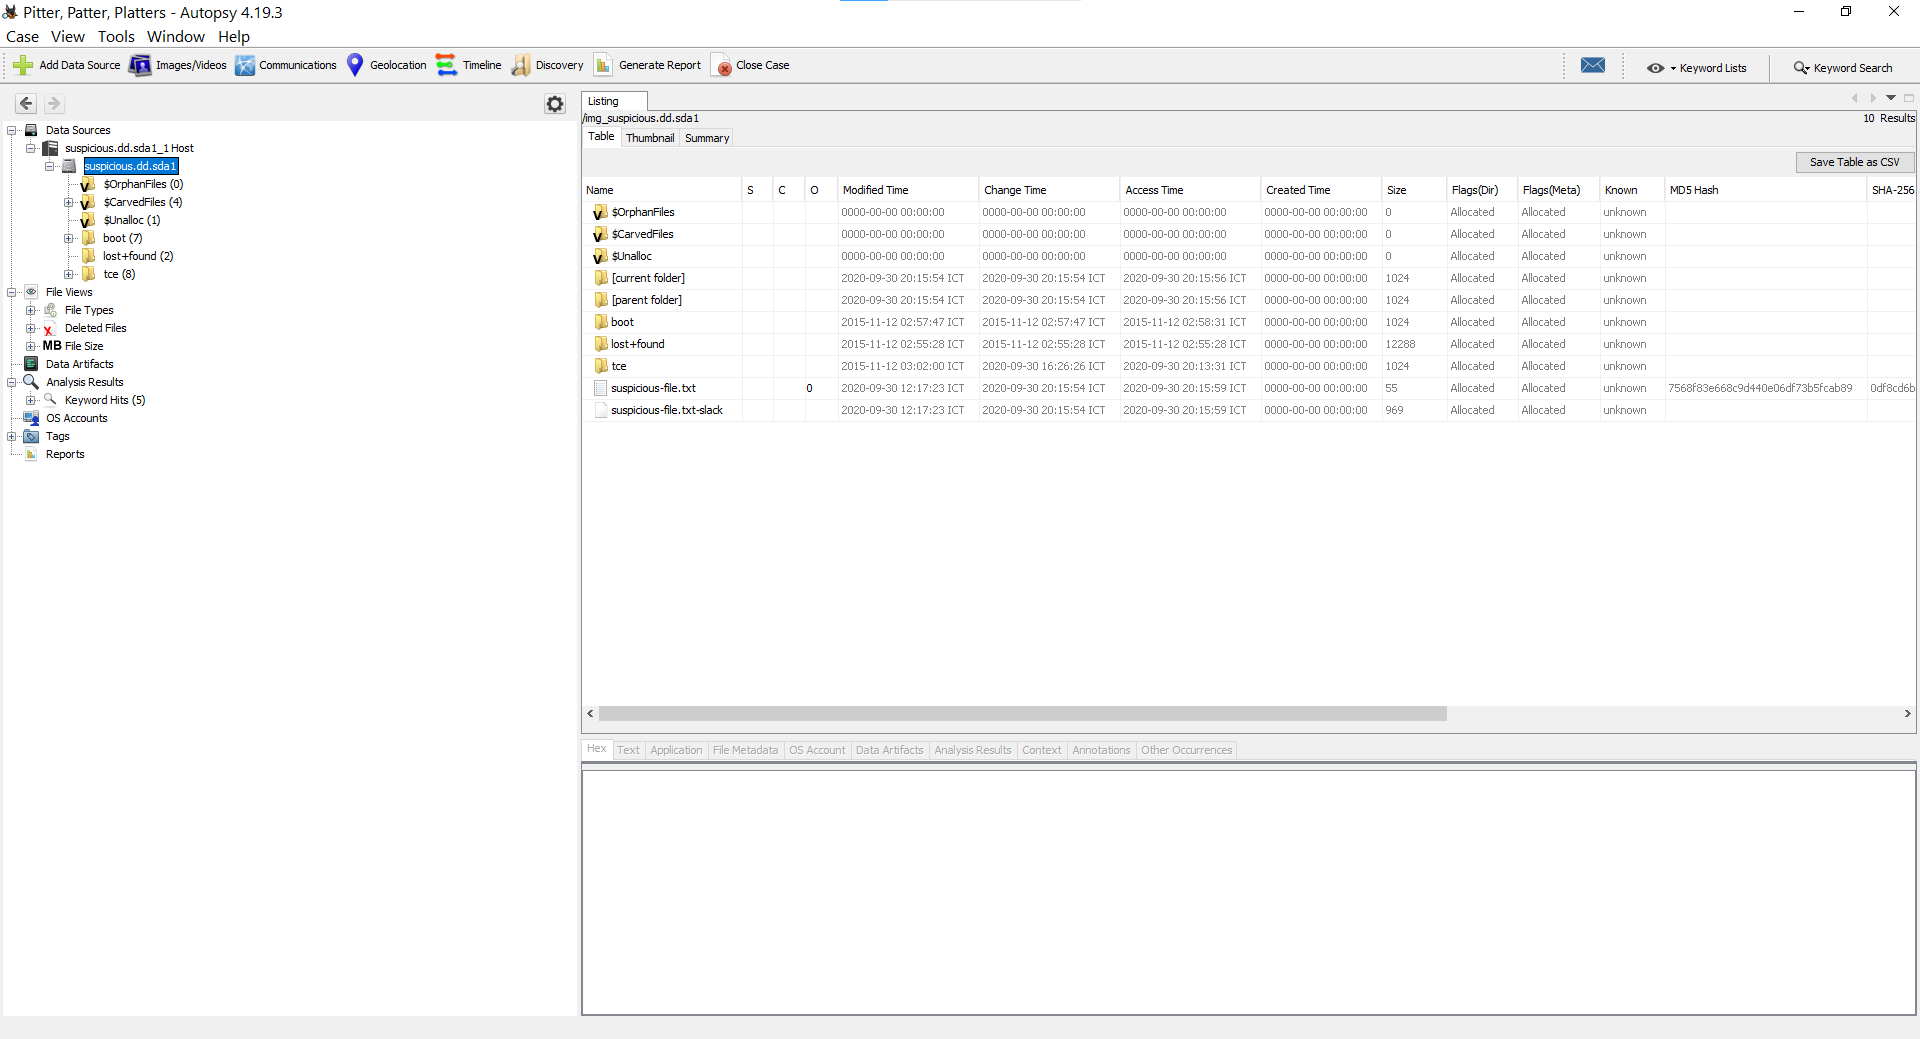 Pitter, Patter, Platters - Autopsy 4.19.3
Case View Tools Window Help
Add Data Source Images/Videos Communications Geolocation Timeline Discovery Generate Report Close Case Keyword Lists Keyword Search
Data Sources
suspicious.dd.sda1_1 Host
suspicious.dd.sda1
$OrphanFiles (0)
$CarvedFiles (4)
$Unalloc (1)
boot (7)
lost+found (2)
tce (8)
File Views
File Types
Deleted Files
MB File Size
Data Artifacts
Analysis Results
Keyword Hits (5)
OS Accounts
Tags
Reports
Listing
/img_suspicious.dd.sda1 10 Results
Table Thumbnail Summary
Save Table as CSV
Name S C O Modified Time Change Time Access Time Created Time Size Flags(Dir) Flags(Meta) Known MD5 Hash SHA-256
$OrphanFiles 0000-00-00 00:00:00 0000-00-00 00:00:00 0000-00-00 00:00:00 0000-00-00 00:00:00 0 Allocated Allocated unknown
$CarvedFiles 0000-00-00 00:00:00 0000-00-00 00:00:00 0000-00-00 00:00:00 0000-00-00 00:00:00 0 Allocated Allocated unknown
$Unalloc 0000-00-00 00:00:00 0000-00-00 00:00:00 0000-00-00 00:00:00 0000-00-00 00:00:00 0 Allocated Allocated unknown
[current folder] 2020-09-30 20:15:54 ICT 2020-09-30 20:15:54 ICT 2020-09-30 20:15:56 ICT 0000-00-00 00:00:00 1024 Allocated Allocated unknown
[parent folder] 2020-09-30 20:15:54 ICT 2020-09-30 20:15:54 ICT 2020-09-30 20:15:56 ICT 0000-00-00 00:00:00 1024 Allocated Allocated unknown
boot 2015-11-12 02:57:47 ICT 2015-11-12 02:57:47 ICT 2015-11-12 02:58:31 ICT 0000-00-00 00:00:00 1024 Allocated Allocated unknown
lost+found 2015-11-12 02:55:28 ICT 2015-11-12 02:55:28 ICT 2015-11-12 02:55:28 ICT 0000-00-00 00:00:00 12288 Allocated Allocated unknown
tce 2015-11-12 03:02:00 ICT 2020-09-30 16:26:26 ICT 2020-09-30 20:13:31 ICT 0000-00-00 00:00:00 1024 Allocated Allocated unknown
suspicious-file.txt 0 2020-09-30 12:17:23 ICT 2020-09-30 20:15:54 ICT 2020-09-30 20:15:59 ICT 0000-00-00 00:00:00 55 Allocated Allocated unknown 7568f83e668c9d440e06df73b5fcab89 0df8cd6b
suspicious-file.txt-slack 2020-09-30 12:17:23 ICT 2020-09-30 20:15:54 ICT 2020-09-30 20:15:59 ICT 0000-00-00 00:00:00 969 Allocated Allocated unknown
Hex Text Application File Metadata OS Account Data Artifacts Analysis Results Context Annotations Other Occurrences